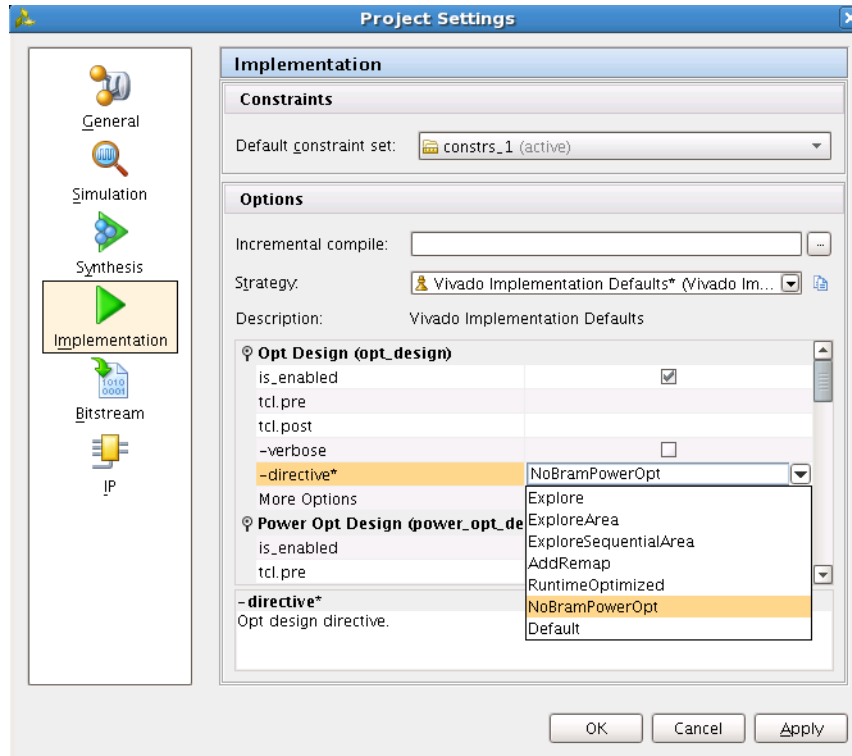 Project Settings
General
Simulation
Synthesis
Implementation
1010
0001
Bitstream
IP
Implementation
Constraints
Default constraint set: constrs_1 (active)
Options
Incremental compile: ...
Strategy: Vivado Implementation Defaults* (Vivado Im...
Description: Vivado Implementation Defaults
Opt Design (opt_design)
is_enabled
tcl.pre
tcl.post
-verbose
-directive* NoBramPowerOpt
More Options
Power Opt Design (power_opt_de
is_enabled
tcl.pre
Explore
ExploreArea
ExploreSequentialArea
AddRemap
RuntimeOptimized
NoBramPowerOpt
Default
-directive*
Opt design directive.
OK Cancel Apply